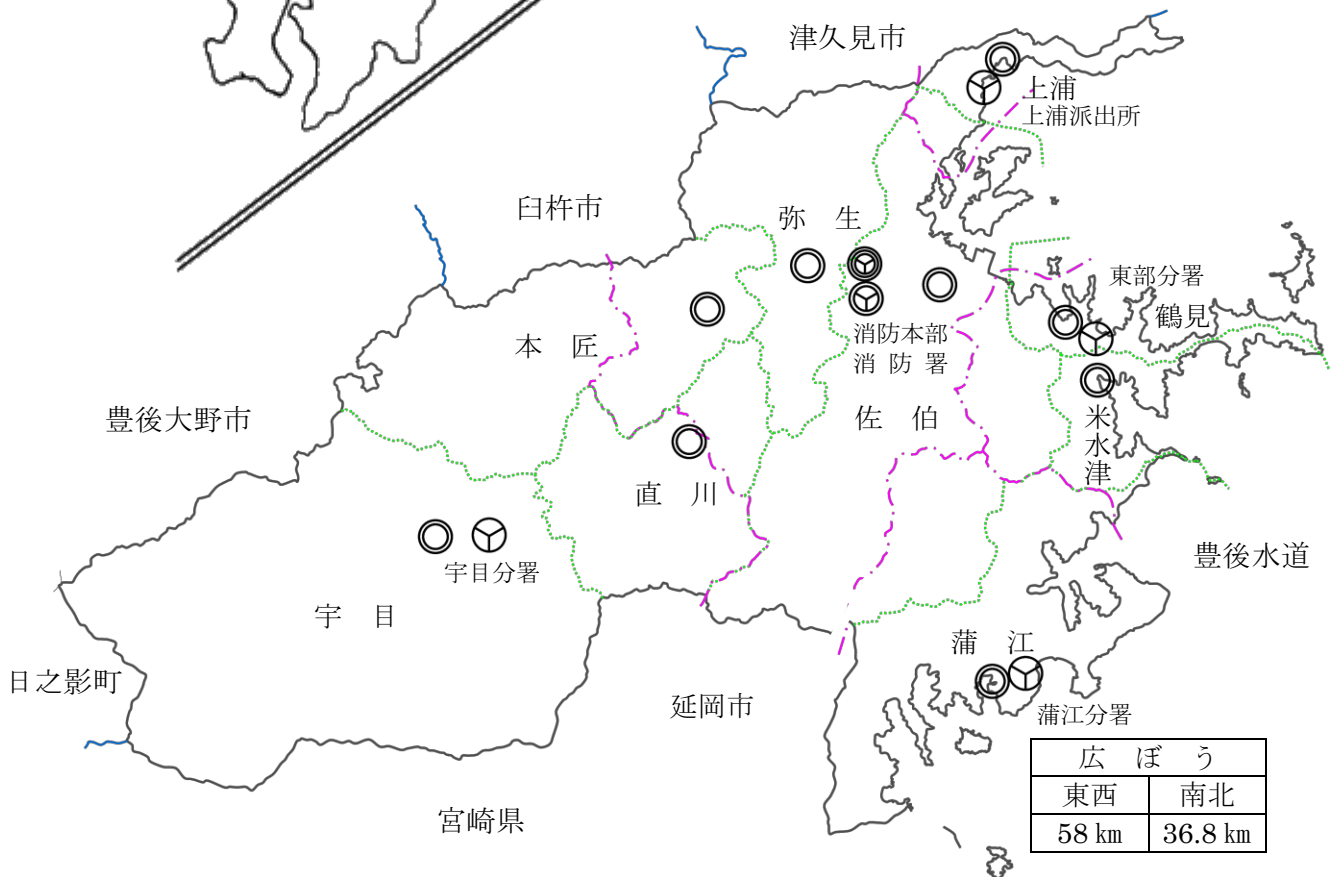 津久見市
上浦
上浦派出所
臼杵市
弥 生
東部分署
鶴見
本 匠
消防本部
消 防 署
豊後大野市
佐 伯
米水津
直 川
宇目分署
豊後水道
宇 目
蒲 江
日之影町
延岡市
蒲江分署
宮崎県
広 ぼ う
東西 南北
58㎞ 36.8㎞